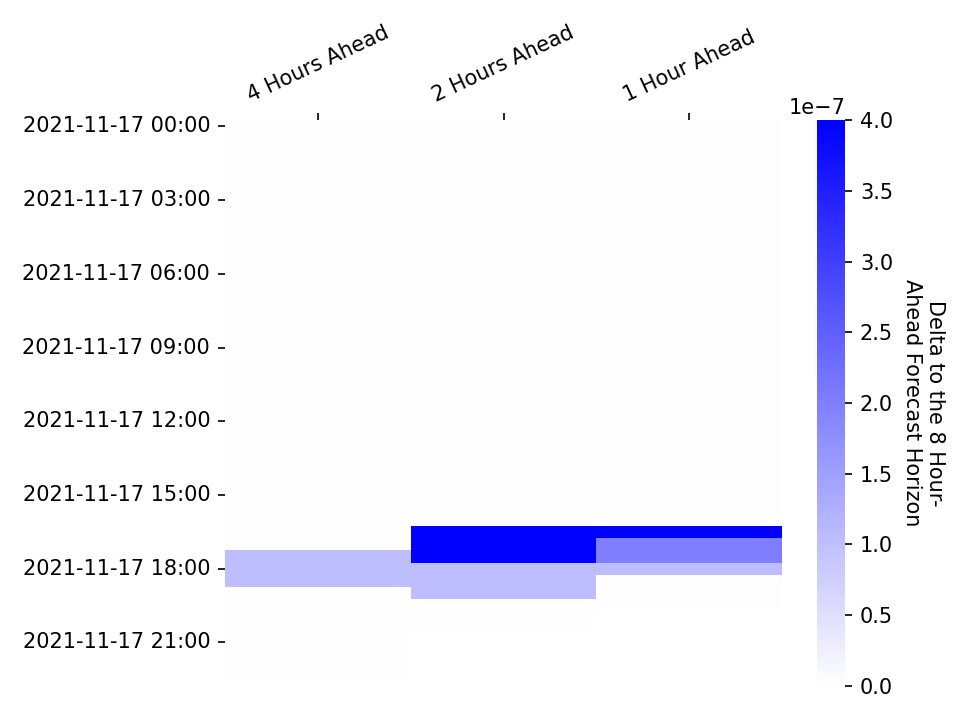 4 Hours Ahead
2 Hours Ahead
1 Hour Ahead
2021-11-17 00:00
2021-11-17 03:00
2021-11-17 06:00
2021-11-17 09:00
2021-11-17 12:00
2021-11-17 15:00
2021-11-17 18:00
2021-11-17 21:00
1e−7
4.0
3.5
3.0
2.5
2.0
1.5
1.0
0.5
0.0
Delta to the 8 Hour-
Ahead Forecast Horizon